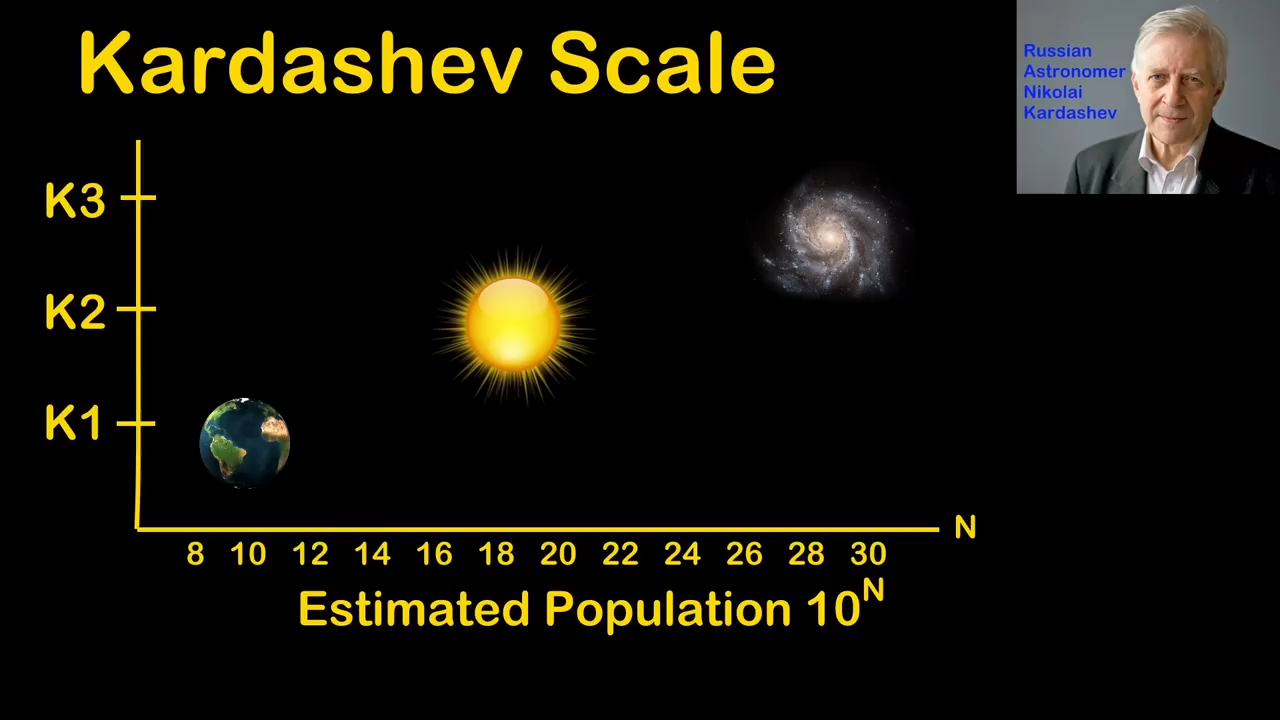 Kardashev Scale
Russian
Astronomer
Nikolai
Kardashev
K3
K2
K1
N
8 10 12 14 16 18 20 22 24 26 28 30
Estimated Population 10^N